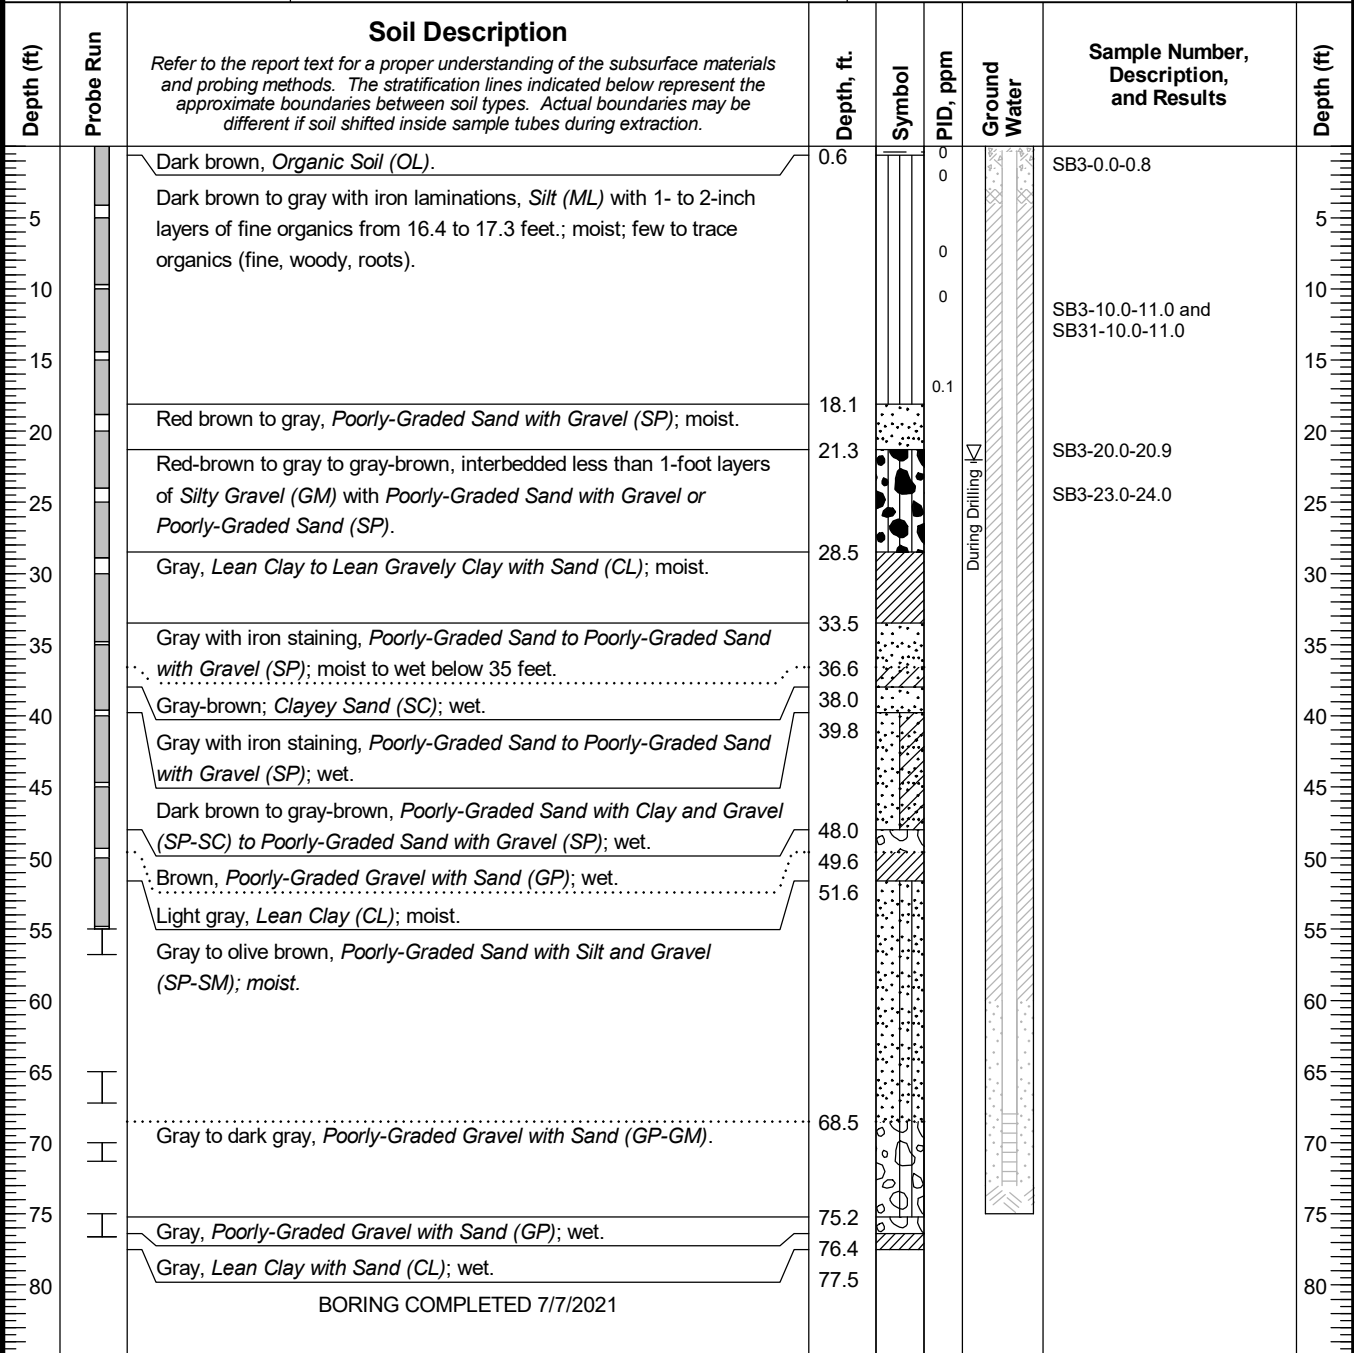 Depth (ft)
Probe Run
Soil Description
Refer to the report text for a proper understanding of the subsurface materials
and probing methods. The stratification lines indicated below represent the
approximate boundaries between soil types. Actual boundaries may be
different if soil shifted inside sample tubes during extraction.
Depth, ft.
Symbol
PID, ppm
Ground
Water
Sample Number,
Description,
and Results
Depth (ft)
Dark brown, Organic Soil (OL).
0.6
0
SB3-0.0-0.8
0
Dark brown to gray with iron laminations, Silt (ML) with 1- to 2-inch
5
5
layers of fine organics from 16.4 to 17.3 feet.; moist; few to trace
organics (fine, woody, roots).
0
10
0
10
SB3-10.0-11.0 and
SB31-10.0-11.0
15
15
0.1
18.1
Red brown to gray, Poorly-Graded Sand with Gravel (SP); moist.
20
20
21.3
SB3-20.0-20.9
Red-brown to gray to gray-brown, interbedded less than 1-foot layers
of Silty Gravel (GM) with Poorly-Graded Sand with Gravel or
SB3-23.0-24.0
25
25
Poorly-Graded Sand (SP).
During Drilling
28.5
Gray, Lean Clay to Lean Gravely Clay with Sand (CL); moist.
30
30
33.5
Gray with iron staining, Poorly-Graded Sand to Poorly-Graded Sand
35
35
with Gravel (SP); moist to wet below 35 feet.
36.6
Gray-brown; Clayey Sand (SC); wet.
38.0
40
40
39.8
Gray with iron staining, Poorly-Graded Sand to Poorly-Graded Sand
with Gravel (SP); wet.
45
45
Dark brown to gray-brown, Poorly-Graded Sand with Clay and Gravel
(SP-SC) to Poorly-Graded Sand with Gravel (SP); wet.
48.0
50
50
49.6
Brown, Poorly-Graded Gravel with Sand (GP); wet.
51.6
Light gray, Lean Clay (CL); moist.
55
55
Gray to olive brown, Poorly-Graded Sand with Silt and Gravel
(SP-SM); moist.
60
60
65
65
68.5
Gray to dark gray, Poorly-Graded Gravel with Sand (GP-GM).
70
70
75
75
75.2
Gray, Poorly-Graded Gravel with Sand (GP); wet.
76.4
Gray, Lean Clay with Sand (CL); wet.
77.5
80
80
BORING COMPLETED 7/7/2021